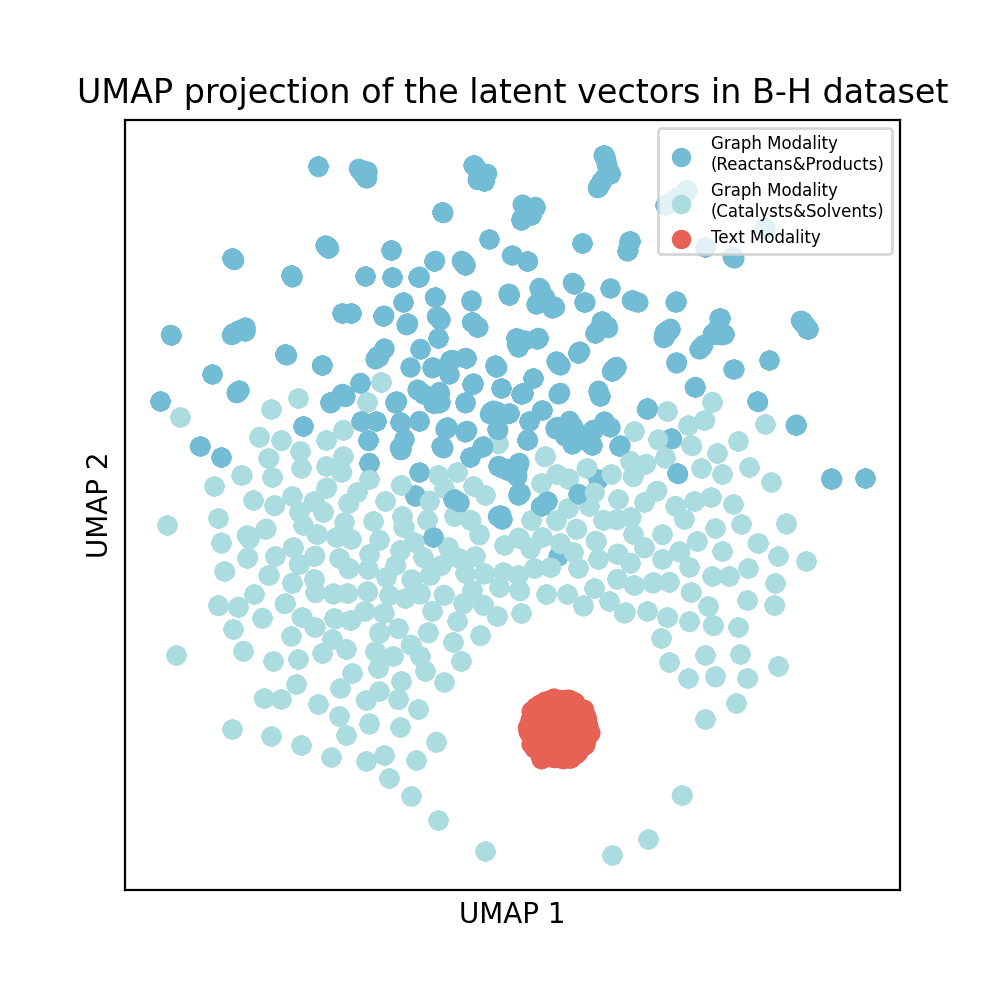 UMAP projection of the latent vectors in B-H dataset
Graph Modality
(Reactans&Products)
Graph Modality
(Catalysts&Solvents)
Text Modality
UMAP 2
UMAP 1